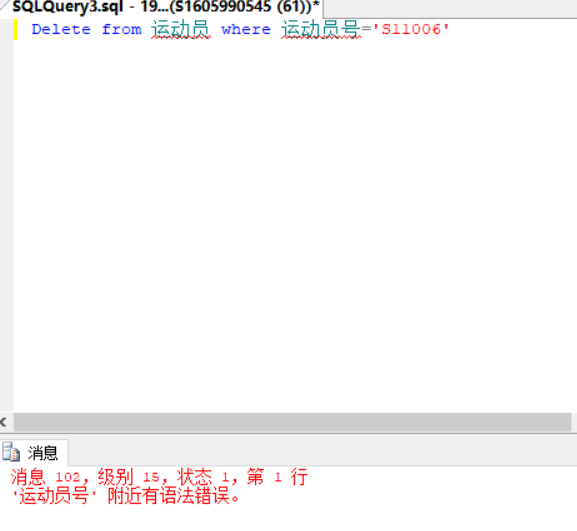 SQLQuery3.sql - 19...(S1605990545 (61))*
Delete from 运动员 where 运动员号='S11006'
消息
消息 102，级别 15，状态 1，第 1 行
'运动员号' 附近有语法错误。